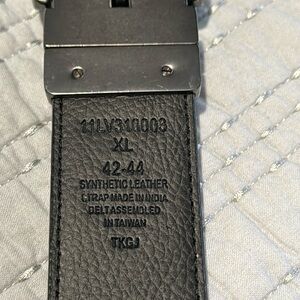 11LV310003
XL
42-44
SYNTHETIC LEATHER
STRAP MADE IN INDIA
BELT ASSEMBLED
IN TAIWAN
TKGJ